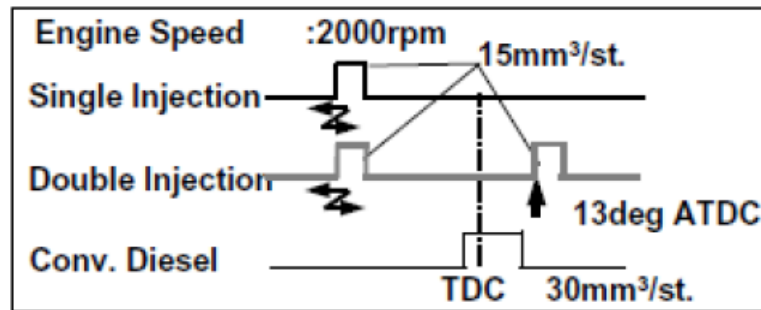 Engine Speed :2000rpm
15mm³/st.
Single Injection
Double Injection
13deg ATDC
Conv. Diesel
TDC 30mm³/st.